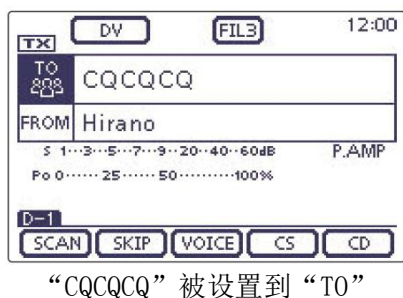 DV FIL3 12:00
TX
TO CQCQCQ
FROM Hirano
S 1···3···5···7···9··20··40··60dB P.AMP
Po 0······25······50··········100%
D-1
SCAN SKIP VOICE CS CD
“CQCQCQ”被设置到“TO”